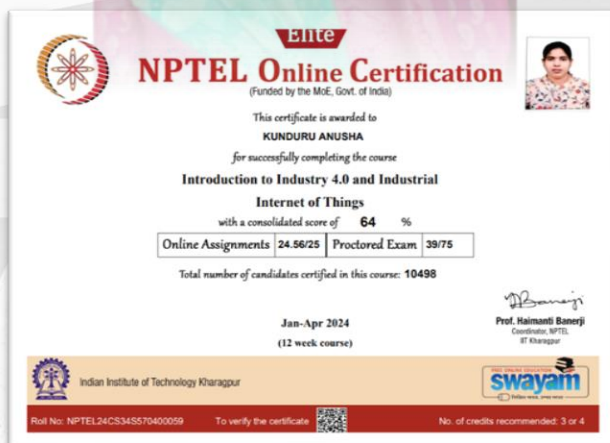 Elite
NPTEL Online Certification
(Funded by the MoE, Govt. of India)
This certificate is awarded to
KUNDURU ANUSHA
for successfully completing the course
Introduction to Industry 4.0 and Industrial
Internet of Things
with a consolidated score of 64 %
Online Assignments 24.56/25 Proctored Exam 39/75
Total number of candidates certified in this course: 10498
Jan-Apr 2024
(12 week course)
Prof. Haimanti Banerji
Coordinator, NPTEL
IIT Kharagpur
Indian Institute of Technology Kharagpur
FREE ONLINE EDUCATION
swayam
Roll No: NPTEL24CS34S570400059 To verify the certificate No. of credits recommended: 3 or 4